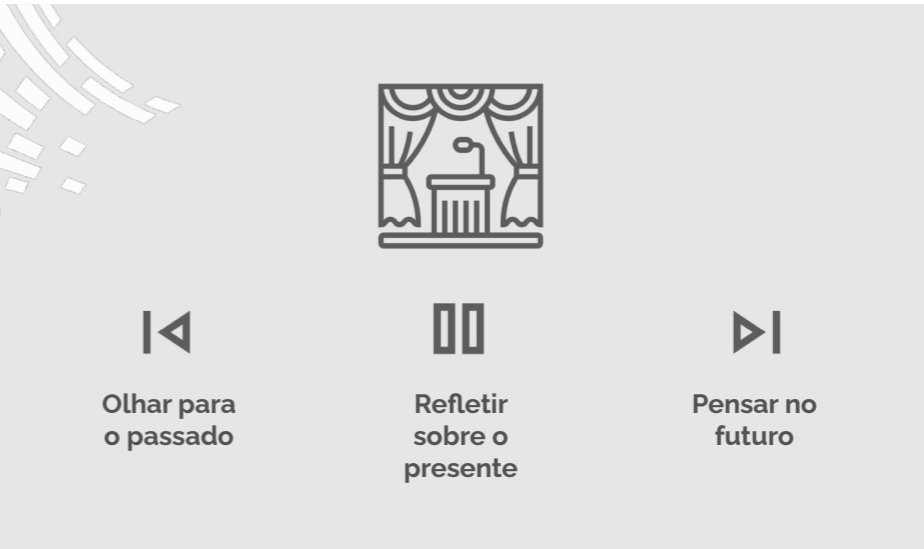 Olhar para
o passado
Refletir
sobre o
presente
Pensar no
futuro